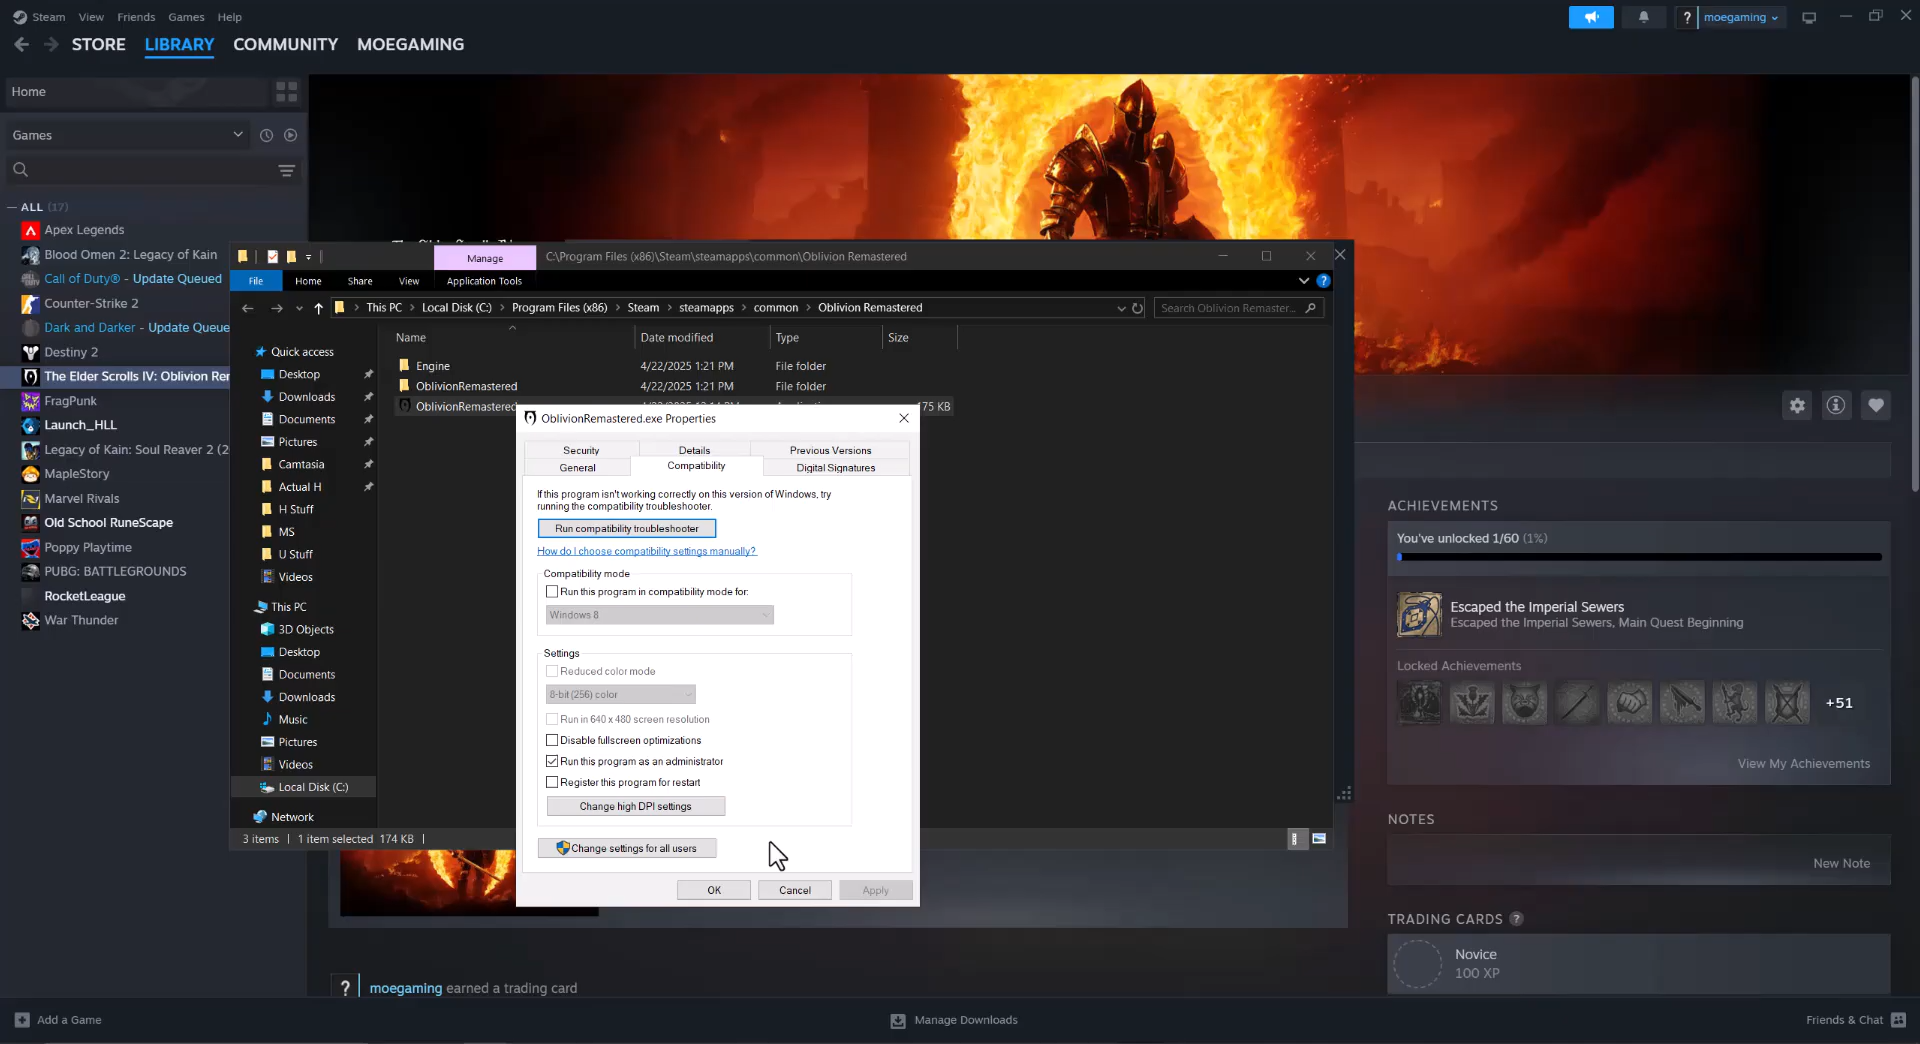 Steam View Friends Games Help
moegaming
STORE LIBRARY COMMUNITY MOEGAMING
Home
Games
ALL (17)
Apex Legends
Blood Omen 2: Legacy of Kain
Call of Duty® - Update Queued
Counter-Strike 2
Dark and Darker - Update Queue
Destiny 2
The Elder Scrolls IV: Oblivion Rem
FragPunk
Launch_HLL
Legacy of Kain: Soul Reaver 2 (2
MapleStory
Marvel Rivals
Old School RuneScape
Poppy Playtime
PUBG: BATTLEGROUNDS
RocketLeague
War Thunder
Manage C:\Program Files (x86)\Steam\steamapps\common\Oblivion Remastered
File Home Share View Application Tools
This PC > Local Disk (C:) > Program Files (x86) > Steam > steamapps > common > Oblivion Remastered
Search Oblivion Remaster...
Name Date modified Type Size
Engine 4/22/2025 1:21 PM File folder
OblivionRemastered 4/22/2025 1:21 PM File folder
OblivionRemastered 175 KB
Quick access
Desktop
Downloads
Documents
Pictures
Camtasia
Actual H
H Stuff
MS
U Stuff
Videos
This PC
3D Objects
Desktop
Documents
Downloads
Music
Pictures
Videos
Local Disk (C:)
Network
3 items 1 item selected 174 KB
OblivionRemastered.exe Properties
Security Details Previous Versions
General Compatibility Digital Signatures
If this program isn't working correctly on this version of Windows, try
running the compatibility troubleshooter.
Run compatibility troubleshooter
How do I choose compatibility settings manually?
Compatibility mode
Run this program in compatibility mode for:
Windows 8
Settings
Reduced color mode
8-bit (256) color
Run in 640 x 480 screen resolution
Disable fullscreen optimizations
Run this program as an administrator
Register this program for restart
Change high DPI settings
Change settings for all users
OK Cancel Apply
ACHIEVEMENTS
You've unlocked 1/60 (1%)
Escaped the Imperial Sewers
Escaped the Imperial Sewers, Main Quest Beginning
Locked Achievements
+51
View My Achievements
NOTES
New Note
TRADING CARDS ?
Novice
100 XP
? moegaming earned a trading card
Add a Game
Manage Downloads
Friends & Chat